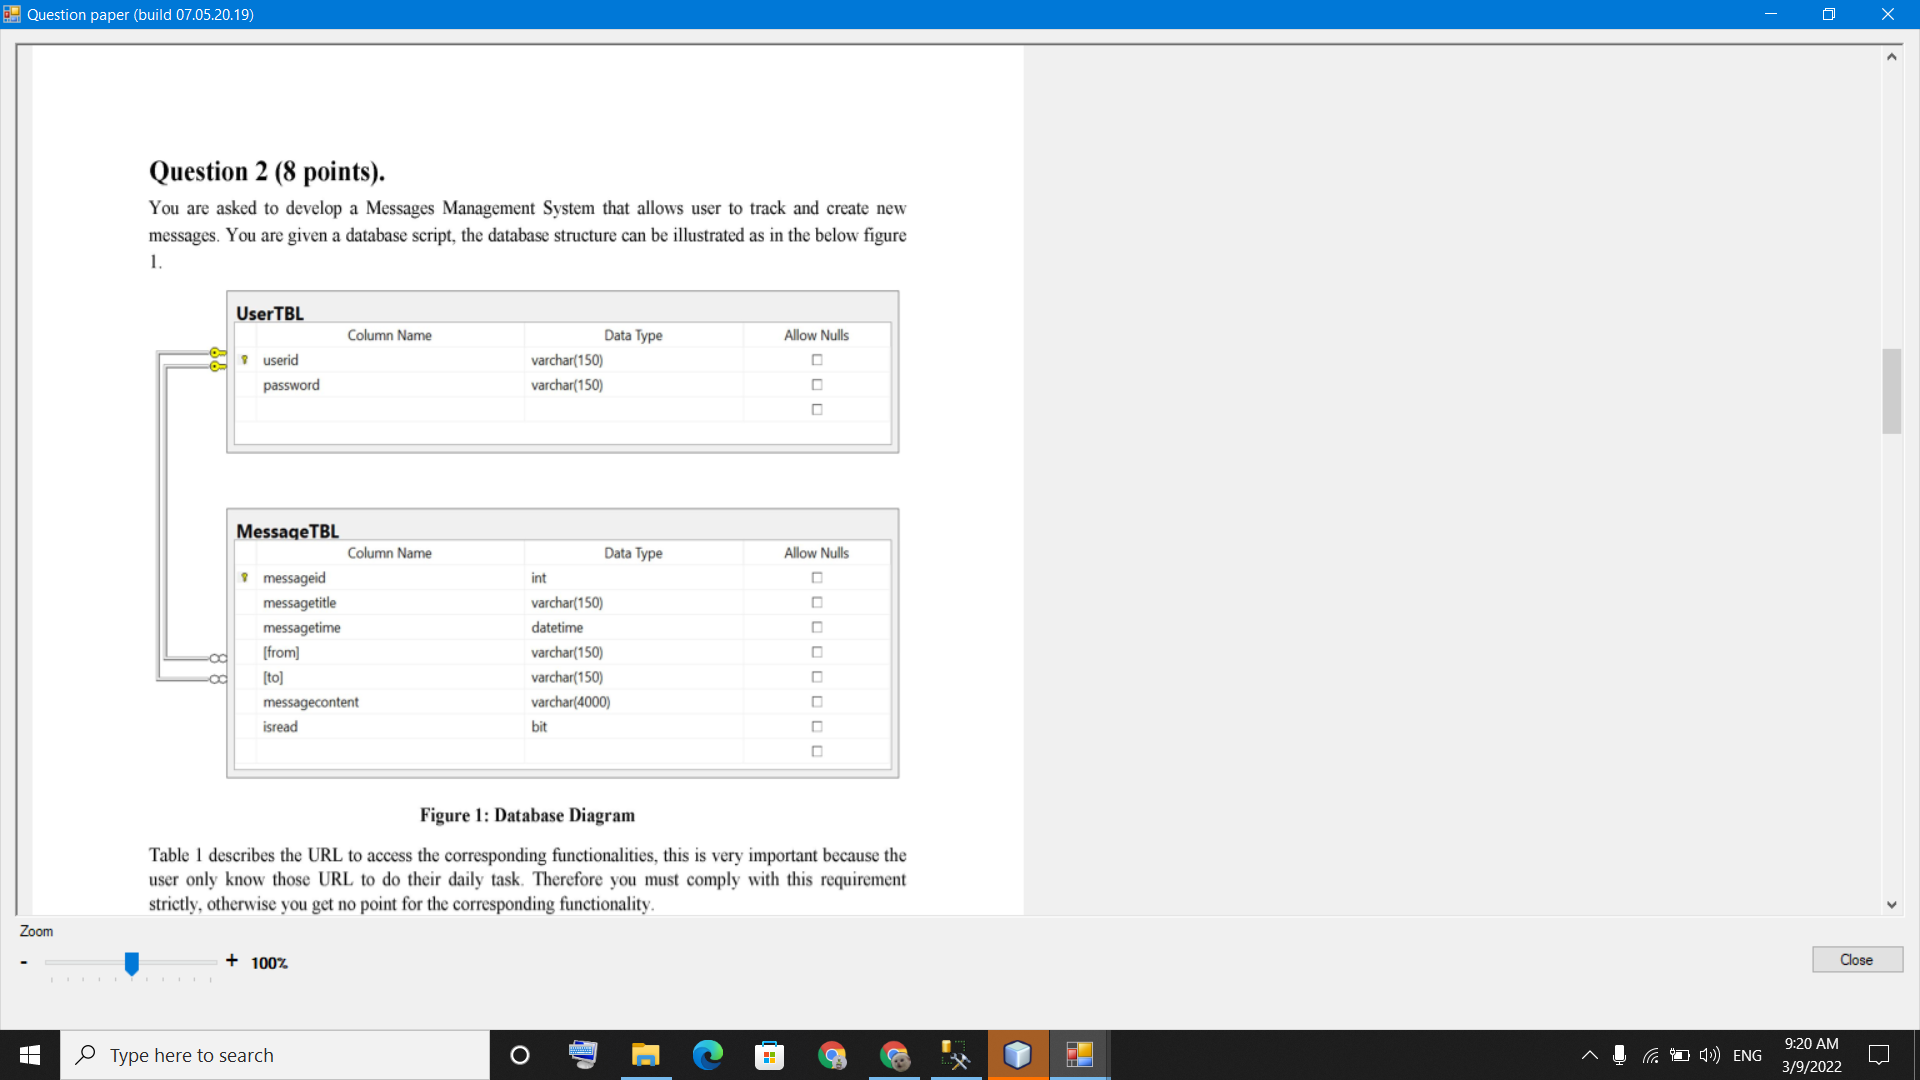 Question paper (build 07.05.20.19)
Question 2 (8 points).
You are asked to develop a Messages Management System that allows user to track and create new
messages. You are given a database script, the database structure can be illustrated as in the below figure
1.
UserTBL
Column Name Data Type Allow Nulls
userid varchar(150)
password varchar(150)
MessageTBL
Column Name Data Type Allow Nulls
messageid int
messagetitle varchar(150)
messagetime datetime
[from] varchar(150)
[to] varchar(150)
messagecontent varchar(4000)
isread bit
Figure 1: Database Diagram
Table 1 describes the URL to access the corresponding functionalities, this is very important because the
user only know those URL to do their daily task. Therefore you must comply with this requirement
strictly, otherwise you get no point for the corresponding functionality.
Zoom
- + 100%
Close
Type here to search
ENG
9:20 AM
3/9/2022